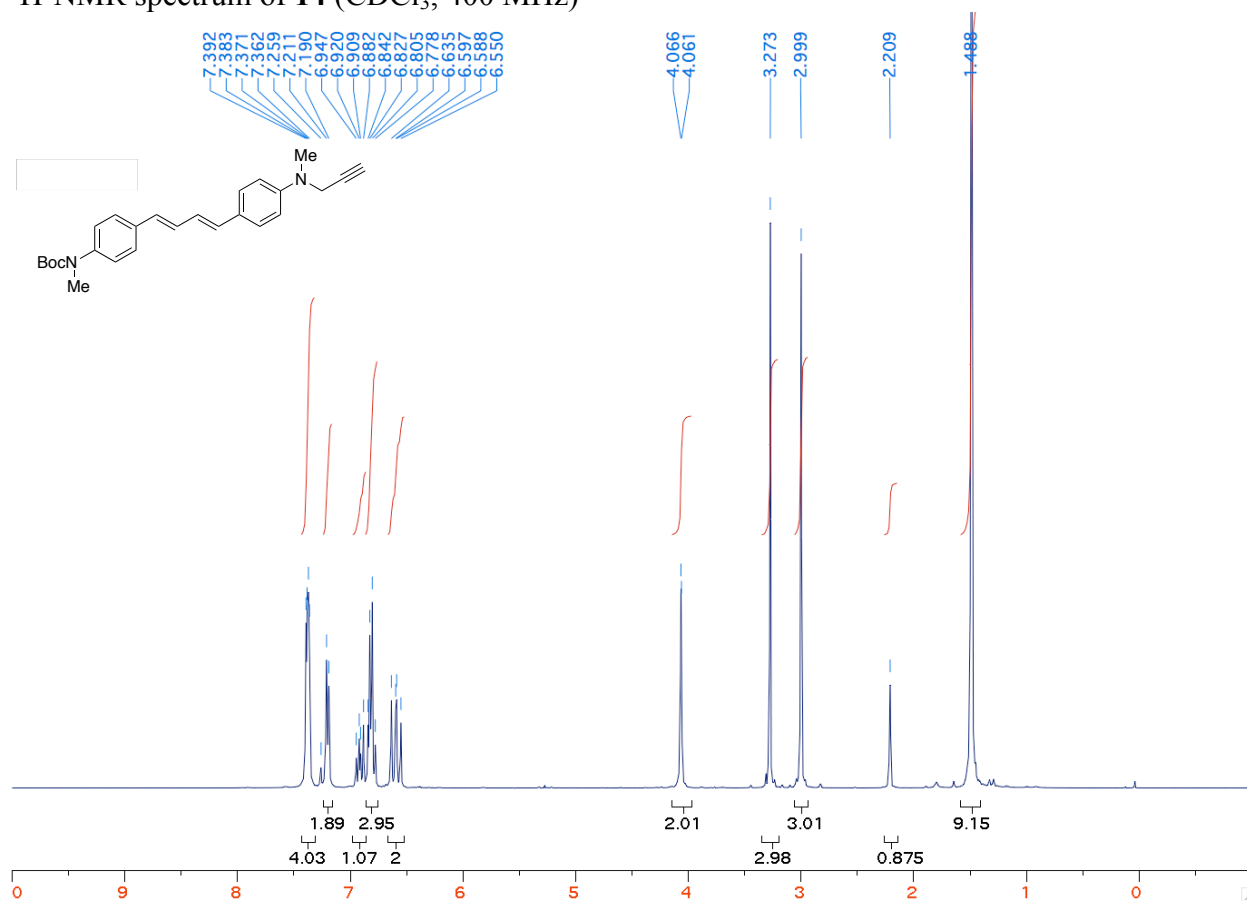 1H NMR spectrum of 14 (CDCl3, 400 MHz)
7.392 7.383 7.371 7.362 7.259 7.211 7.190 6.947 6.920 6.909 6.882 6.842 6.827 6.805 6.778 6.635 6.597 6.588 6.550 4.066 4.061 3.273 2.999 2.209 1.488
Me
N
BocN
Me
1.89 2.95 2.01 3.01 9.15
4.03 1.07 2 2.98 0.875
0 9 8 7 6 5 4 3 2 1 0